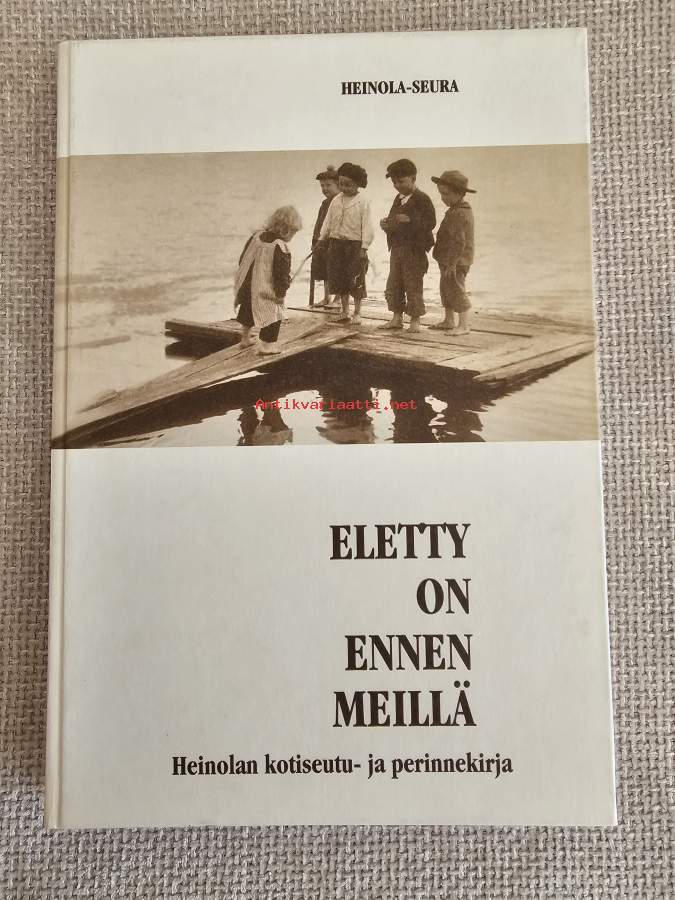 HEINOLA-SEURA
Antikvariaatti.net
ELETTY
ON
ENNEN
MEILLÄ
Heinolan kotiseutu- ja perinnekirja